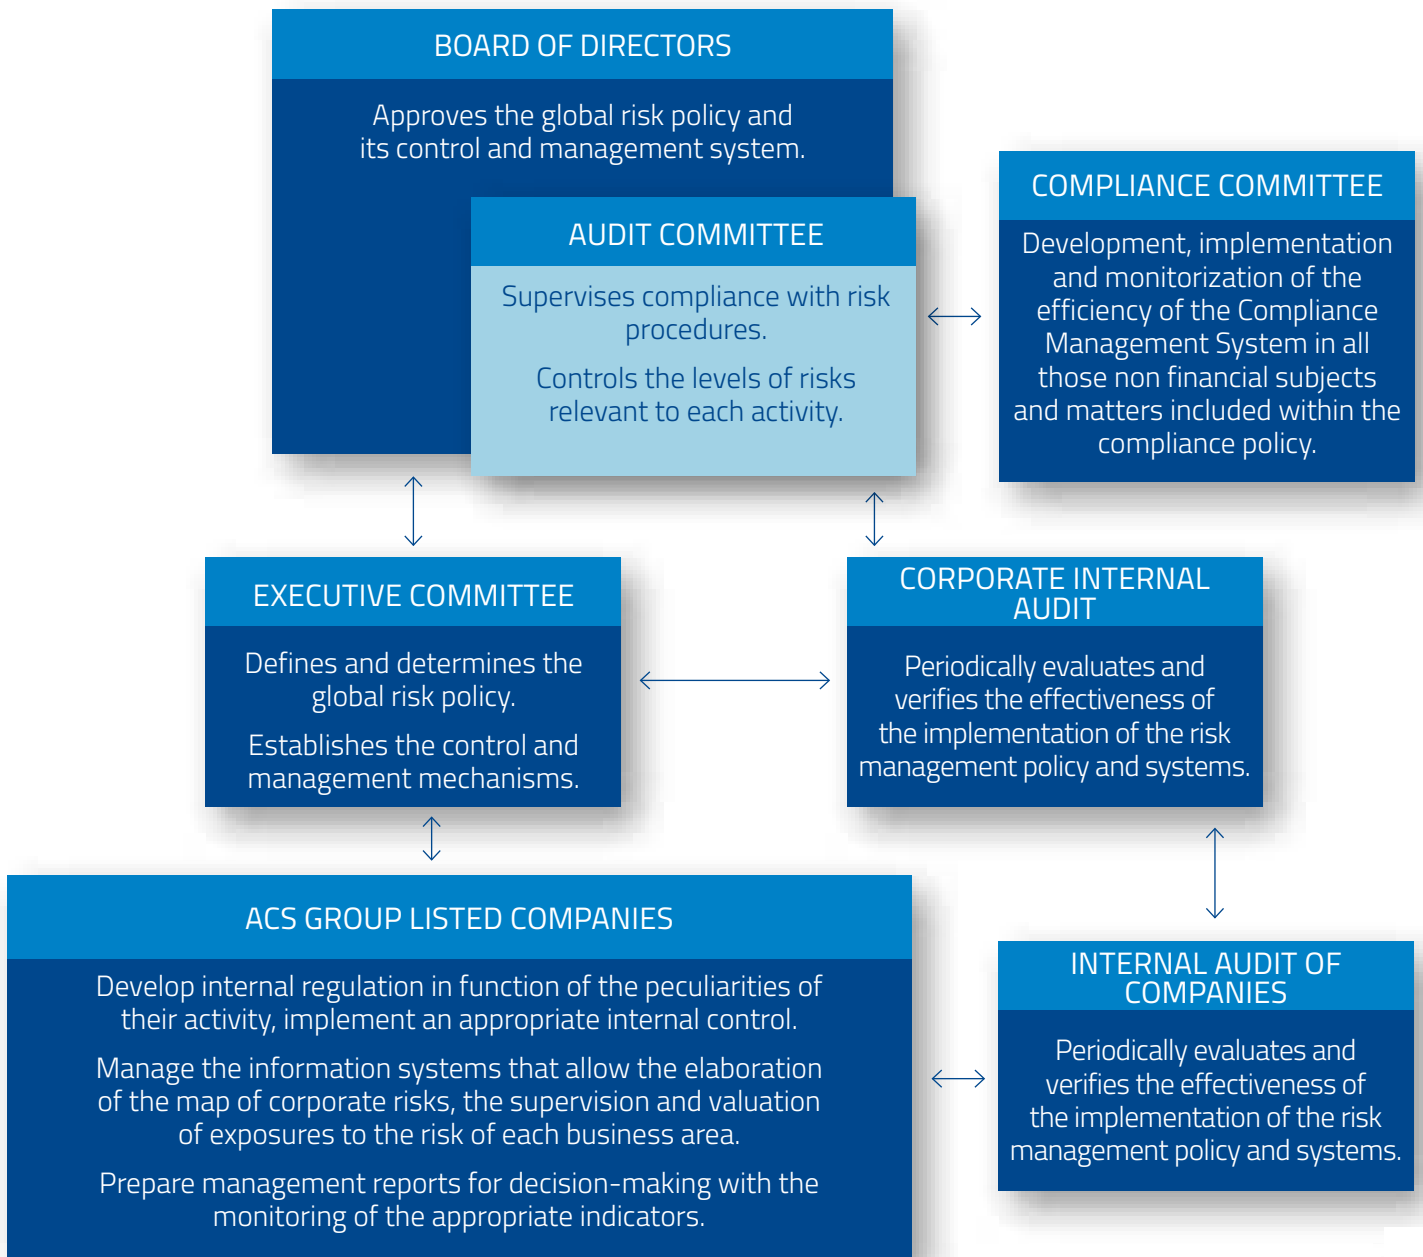 BOARD OF DIRECTORS
Approves the global risk policy and
its control and management system.
AUDIT COMMITTEE
Supervises compliance with risk
procedures.
Controls the levels of risks
relevant to each activity.
COMPLIANCE COMMITTEE
Development, implementation
and monitorization of the
efficiency of the Compliance
Management System in all
those non financial subjects
and matters included within the
compliance policy.
EXECUTIVE COMMITTEE
Defines and determines the
global risk policy.
Establishes the control and
management mechanisms.
CORPORATE INTERNAL
AUDIT
Periodically evaluates and
verifies the effectiveness of
the implementation of the risk
management policy and systems.
ACS GROUP LISTED COMPANIES
Develop internal regulation in function of the peculiarities of
their activity, implement an appropriate internal control.
Manage the information systems that allow the elaboration
of the map of corporate risks, the supervision and valuation
of exposures to the risk of each business area.
Prepare management reports for decision-making with the
monitoring of the appropriate indicators.
INTERNAL AUDIT OF
COMPANIES
Periodically evaluates and
verifies the effectiveness of
the implementation of the risk
management policy and systems.